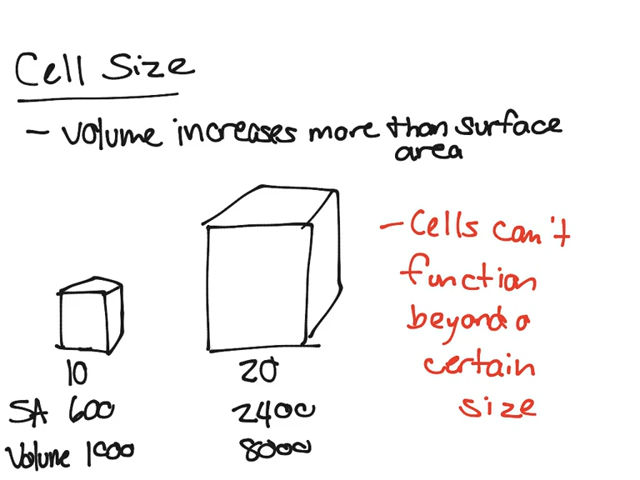 Cell Size
- Volume increases more than surface
area
- Cells can't
function
beyond a
certain
size
10 20
SA 600 2400
Volume 1000 8000